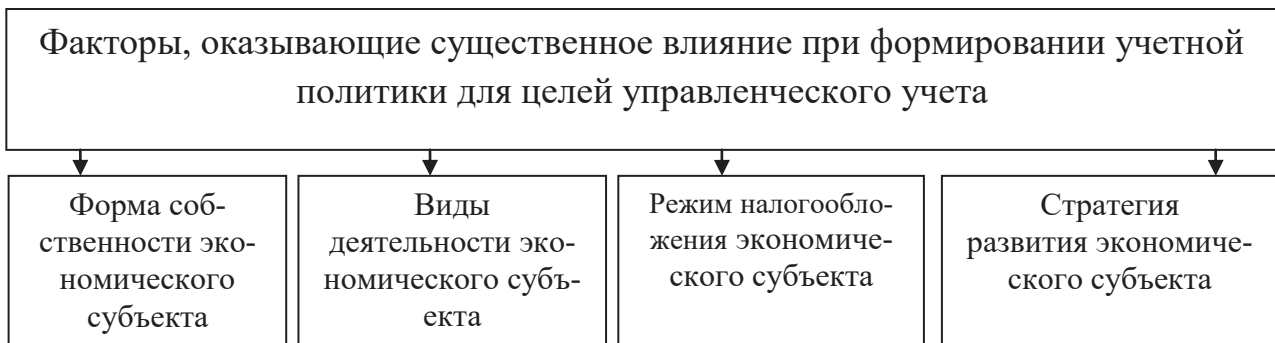 Факторы, оказывающие существенное влияние при формировании учетной
политики для целей управленческого учета
Форма соб-
ственности эко-
номического
субъекта
Виды
деятельности эко-
номического субъ-
екта
Режим налогообло-
жения экономиче-
ского субъекта
Стратегия
развития экономиче-
ского субъекта